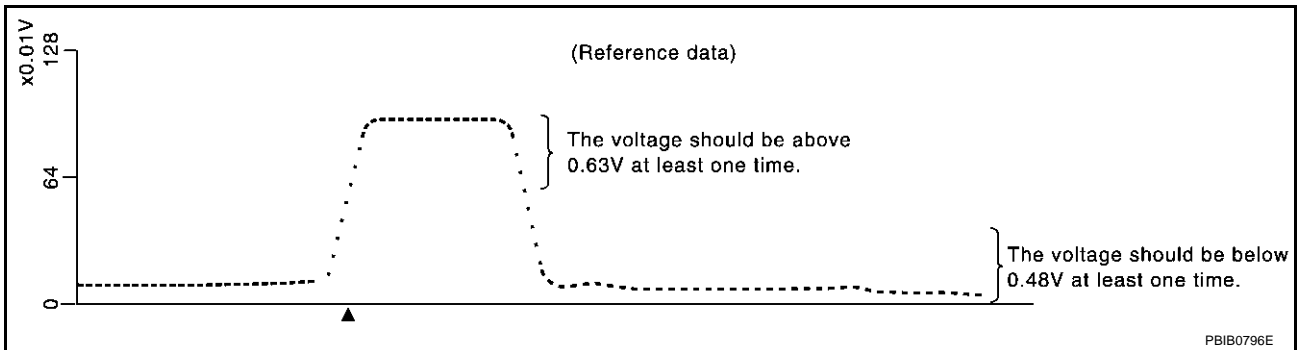 x0.01V
128
64
0
(Reference data)
The voltage should be above
0.63V at least one time.
The voltage should be below
0.48V at least one time.
PBIB0796E